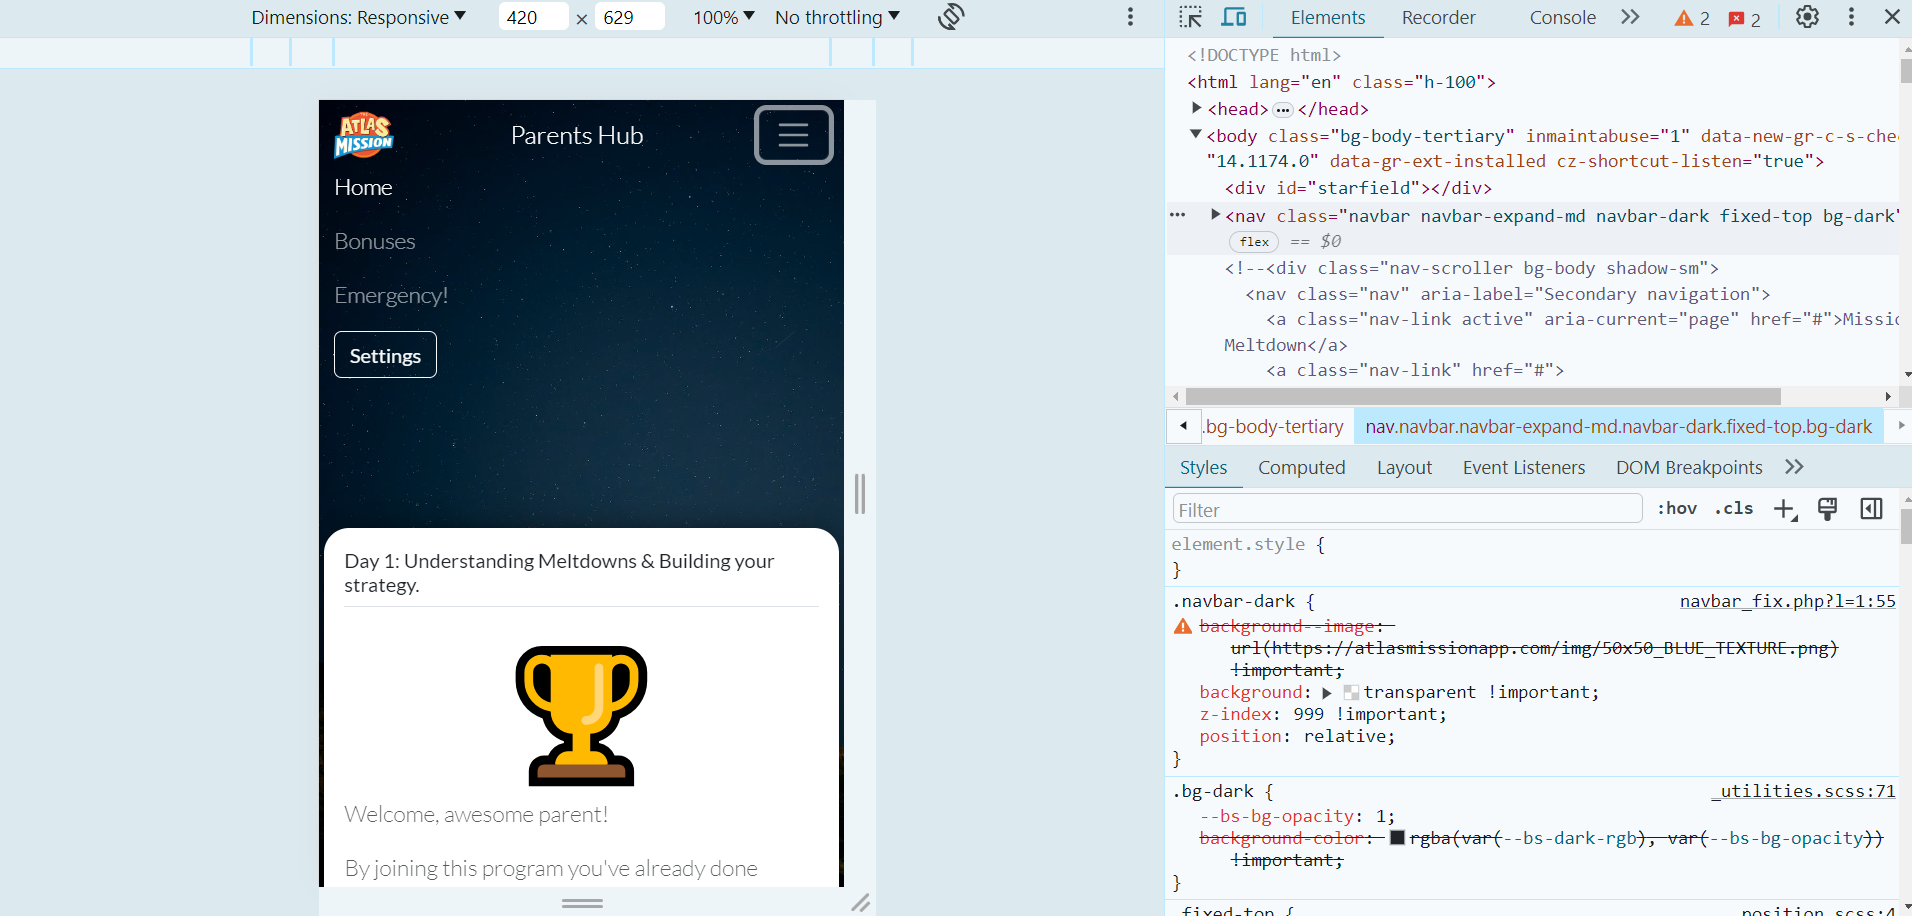 Dimensions: Responsive 420 × 629 100% No throttling
Elements Recorder Console 2 2
ATLAS
MISSION
Parents Hub
Home
Bonuses
Emergency!
Settings
Day 1: Understanding Meltdowns & Building your
strategy.
Welcome, awesome parent!
By joining this program you've already done
<!DOCTYPE html>
<html lang="en" class="h-100">
<head> ••• </head>
<body class="bg-body-tertiary" inmaintabuse="1" data-new-gr-c-s-che
"14.1174.0" data-gr-ext-installed cz-shortcut-listen="true">
<div id="starfield"></div>
••• <nav class="navbar navbar-expand-md navbar-dark fixed-top bg-dark"
flex == $0
<!--<div class="nav-scroller bg-body shadow-sm">
<nav class="nav" aria-label="Secondary navigation">
<a class="nav-link active" aria-current="page" href="#">Missio
Meltdown</a>
<a class="nav-link" href="#">
.bg-body-tertiary nav.navbar.navbar-expand-md.navbar-dark.fixed-top.bg-dark
Styles Computed Layout Event Listeners DOM Breakpoints
Filter :hov .cls
element.style {
}
.navbar-dark { navbar_fix.php?l=1:55
background--image:
url(https://atlasmissionapp.com/img/50x50_BLUE_TEXTURE.png)
!important;
background: transparent !important;
z-index: 999 !important;
position: relative;
}
.bg-dark { _utilities.scss:71
--bs-bg-opacity: 1;
background-color: rgba(var(--bs-dark-rgb), var(--bs-bg-opacity))
!important;
}
.fixed-top { position.scss:4